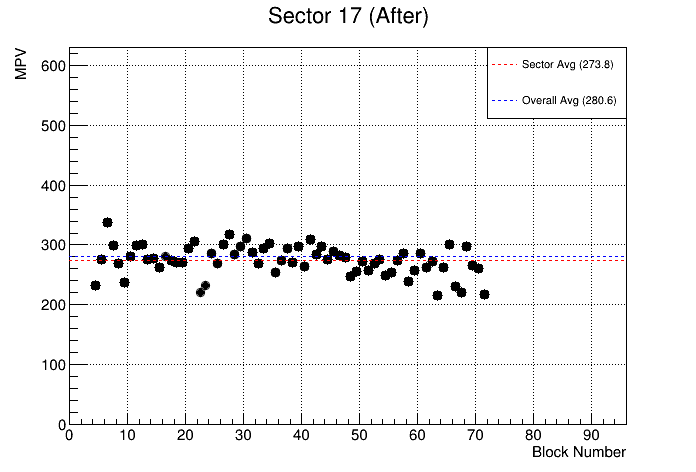 Sector 17 (After)
MPV
600
500
400
300
200
100
0
Sector Avg (273.8)
Overall Avg (280.6)
0 10 20 30 40 50 60 70 80 90
Block Number